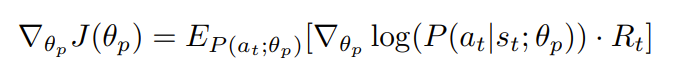 ∇_{θ_p} J(θ_p) = E_{P(a_t;θ_p)}[∇_{θ_p} log(P(a_t|s_t; θ_p)) · R_t]